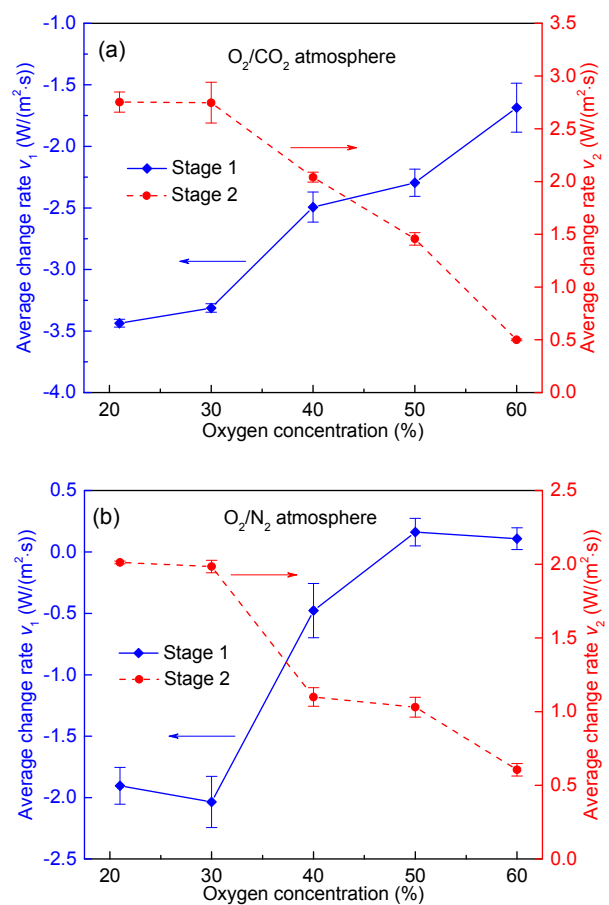 (a)
O₂/CO₂ atmosphere
Stage 1
Stage 2
Average change rate v₁ (W/(m²·s))
-1.0
-1.5
-2.0
-2.5
-3.0
-3.5
-4.0
Average change rate v₂ (W/(m²·s))
3.5
3.0
2.5
2.0
1.5
1.0
0.5
0.0
20 30 40 50 60
Oxygen concentration (%)
(b)
O₂/N₂ atmosphere
Stage 1
Stage 2
Average change rate v₁ (W/(m²·s))
0.5
0.0
-0.5
-1.0
-1.5
-2.0
-2.5
Average change rate v₂ (W/(m²·s))
2.5
2.0
1.5
1.0
0.5
0.0
20 30 40 50 60
Oxygen concentration (%)